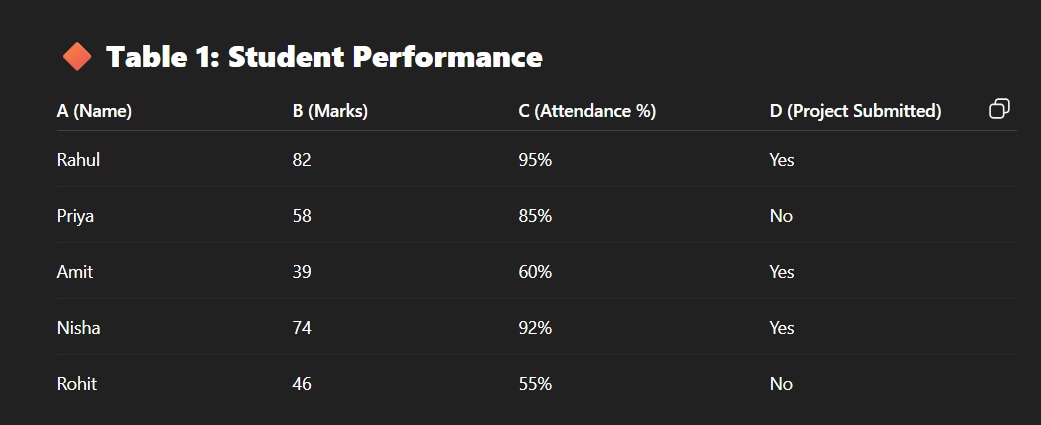 Table 1: Student Performance
A (Name) B (Marks) C (Attendance %) D (Project Submitted)
Rahul 82 95% Yes
Priya 58 85% No
Amit 39 60% Yes
Nisha 74 92% Yes
Rohit 46 55% No